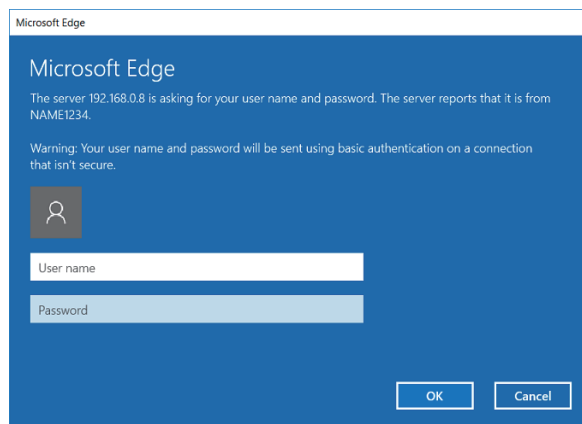 Microsoft Edge
Microsoft Edge
The server 192.168.0.8 is asking for your user name and password. The server reports that it is from
NAME1234.
Warning: Your user name and password will be sent using basic authentication on a connection
that isn't secure.
User name
Password
OK
Cancel